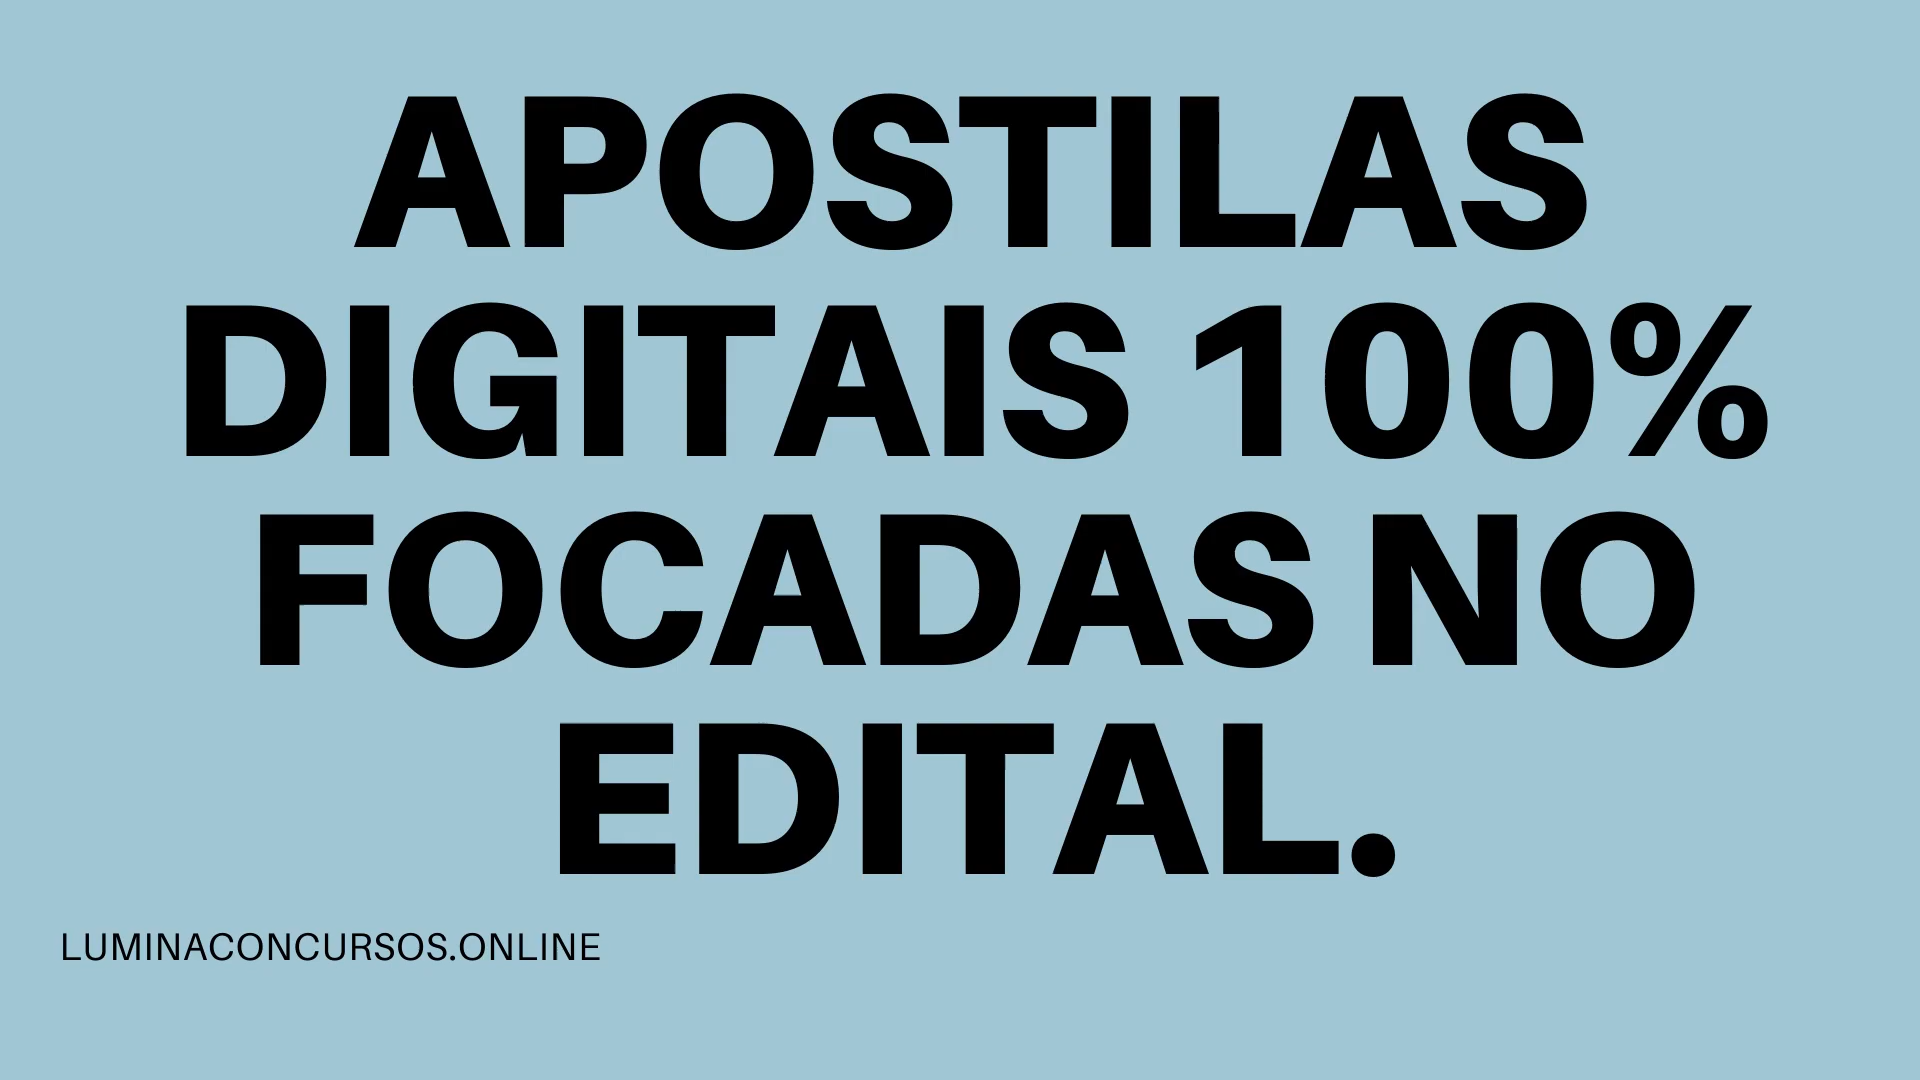 APOSTILAS
DIGITAIS 100%
FOCADAS NO
EDITAL.
LUMINACONCURSOS.ONLINE